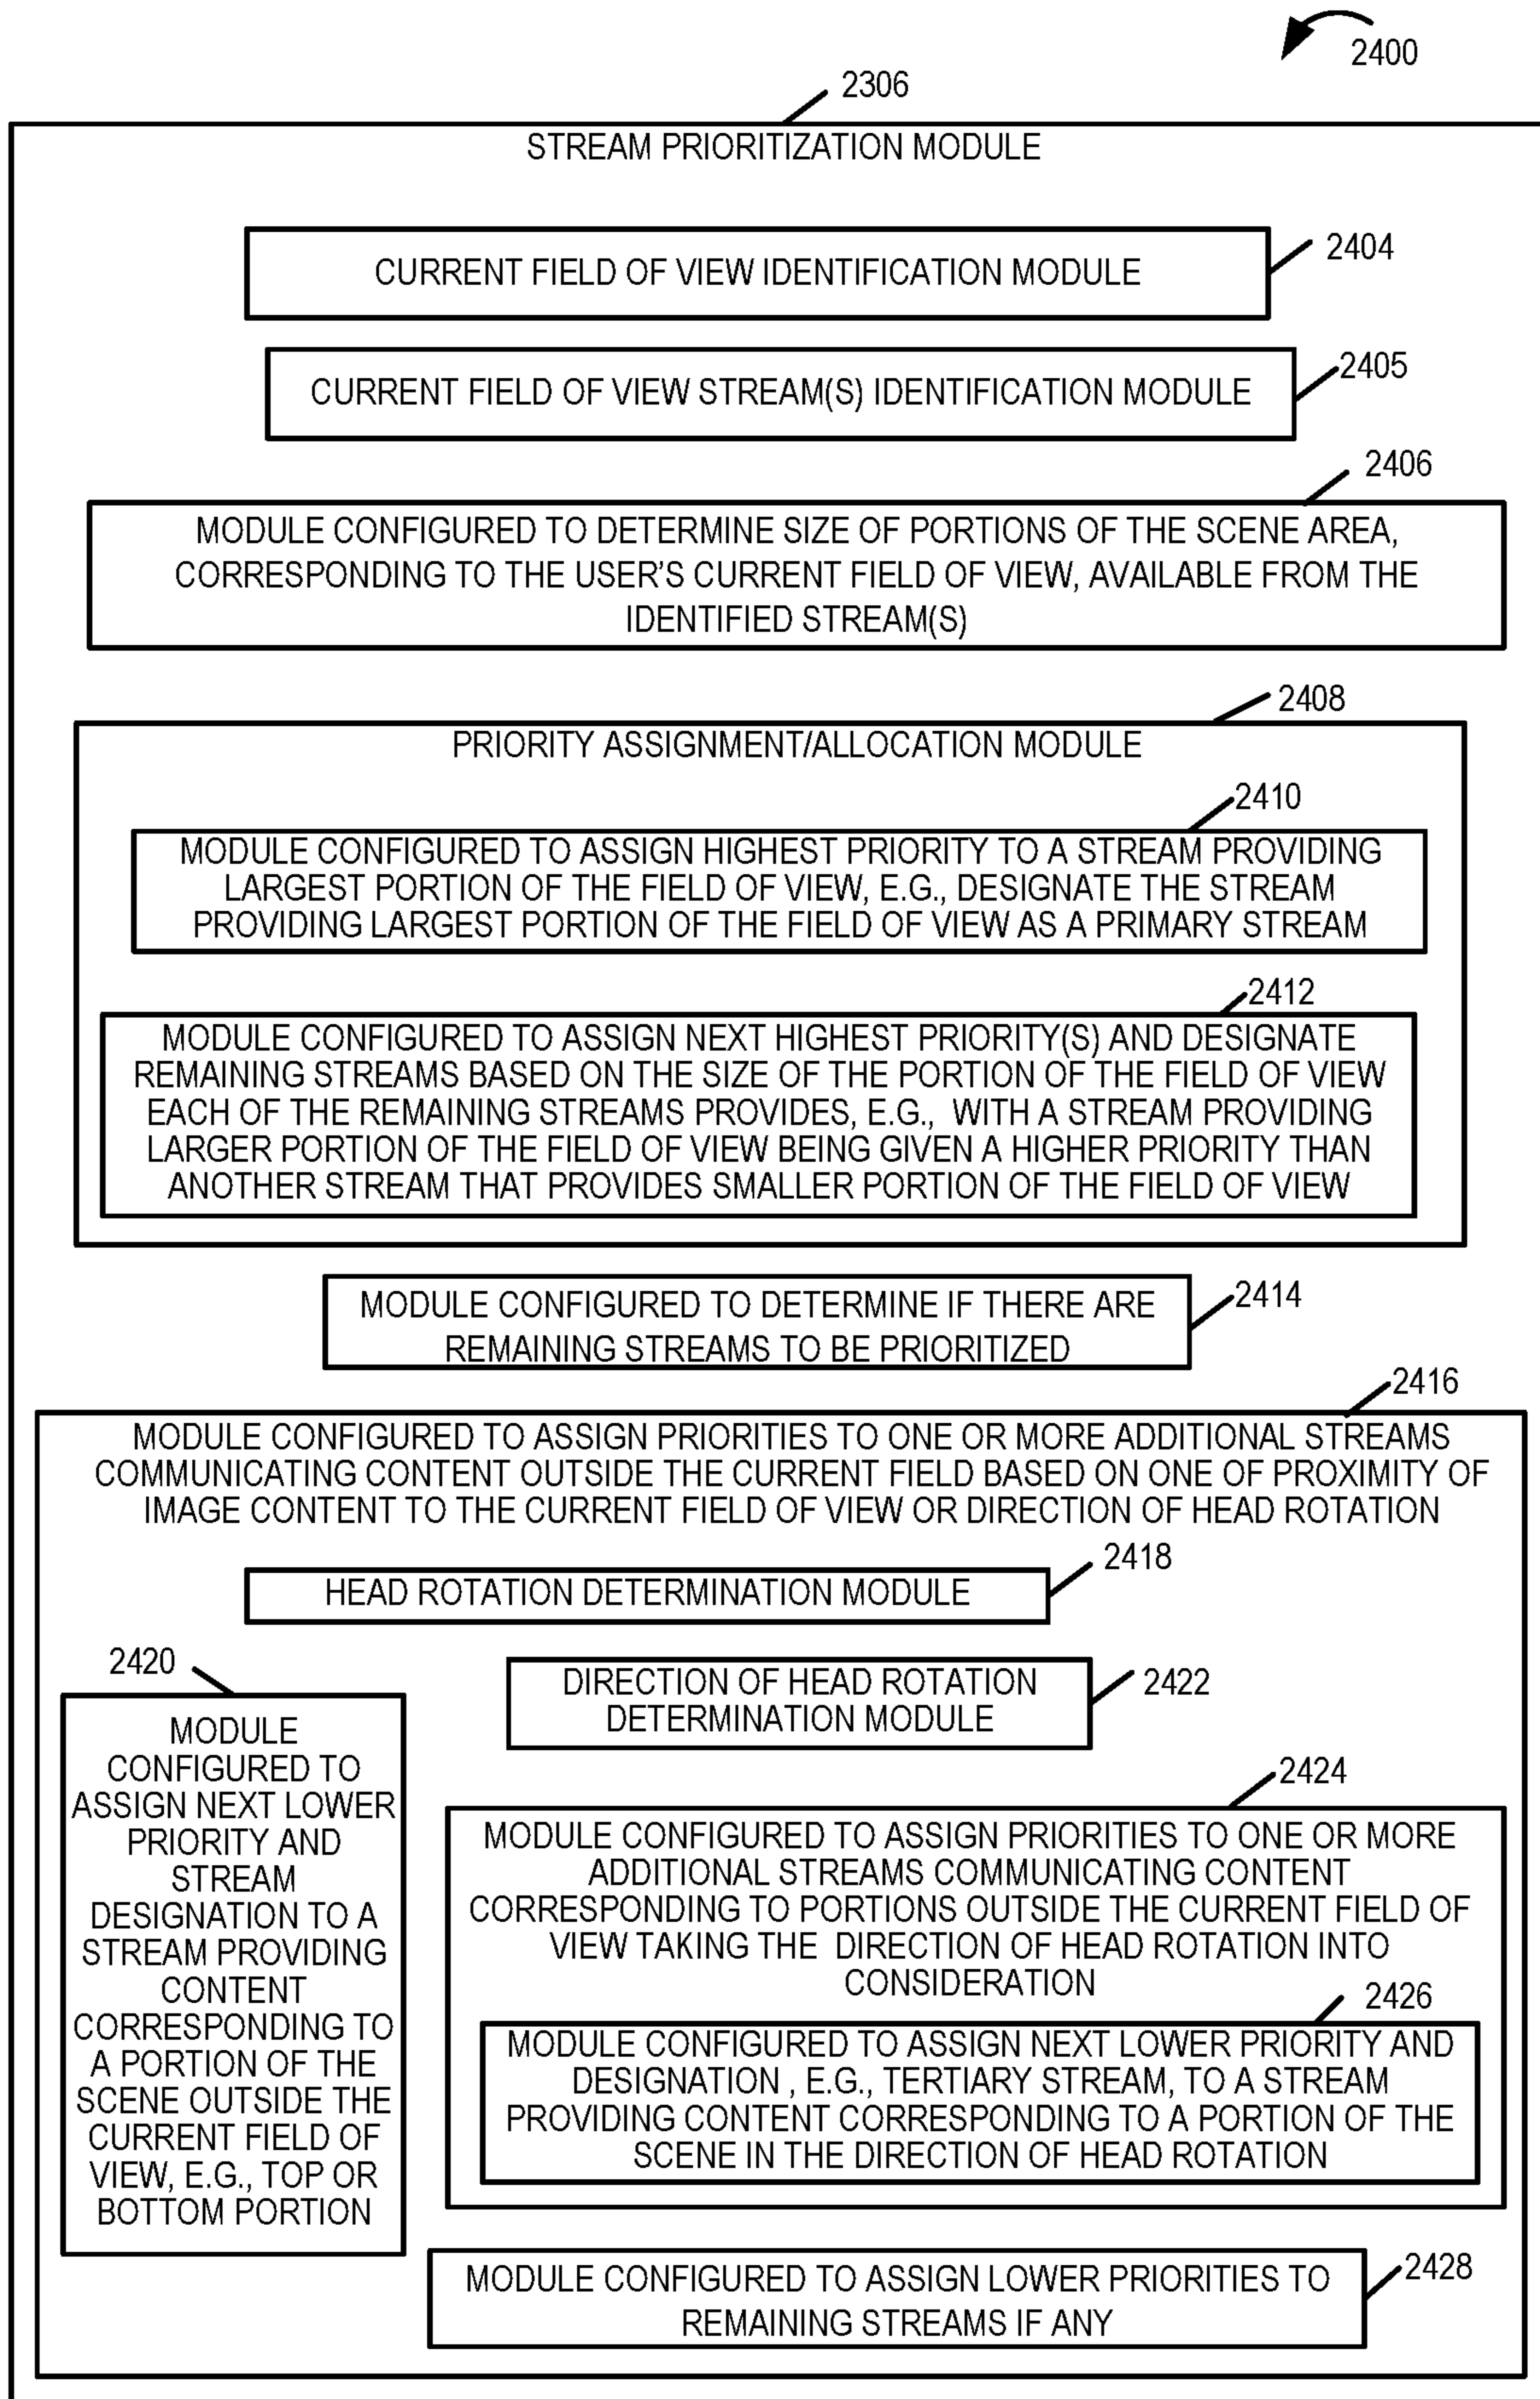 2400
2306
STREAM PRIORITIZATION MODULE
2404
CURRENT FIELD OF VIEW IDENTIFICATION MODULE
2405
CURRENT FIELD OF VIEW STREAM(S) IDENTIFICATION MODULE
2406
MODULE CONFIGURED TO DETERMINE SIZE OF PORTIONS OF THE SCENE AREA,
CORRESPONDING TO THE USER'S CURRENT FIELD OF VIEW, AVAILABLE FROM THE
IDENTIFIED STREAM(S)
2408
PRIORITY ASSIGNMENT/ALLOCATION MODULE
2410
MODULE CONFIGURED TO ASSIGN HIGHEST PRIORITY TO A STREAM PROVIDING
LARGEST PORTION OF THE FIELD OF VIEW, E.G., DESIGNATE THE STREAM
PROVIDING LARGEST PORTION OF THE FIELD OF VIEW AS A PRIMARY STREAM
2412
MODULE CONFIGURED TO ASSIGN NEXT HIGHEST PRIORITY(S) AND DESIGNATE
REMAINING STREAMS BASED ON THE SIZE OF THE PORTION OF THE FIELD OF VIEW
EACH OF THE REMAINING STREAMS PROVIDES, E.G., WITH A STREAM PROVIDING
LARGER PORTION OF THE FIELD OF VIEW BEING GIVEN A HIGHER PRIORITY THAN
ANOTHER STREAM THAT PROVIDES SMALLER PORTION OF THE FIELD OF VIEW
2414
MODULE CONFIGURED TO DETERMINE IF THERE ARE
REMAINING STREAMS TO BE PRIORITIZED
2416
MODULE CONFIGURED TO ASSIGN PRIORITIES TO ONE OR MORE ADDITIONAL STREAMS
COMMUNICATING CONTENT OUTSIDE THE CURRENT FIELD BASED ON ONE OF PROXIMITY OF
IMAGE CONTENT TO THE CURRENT FIELD OF VIEW OR DIRECTION OF HEAD ROTATION
2418
HEAD ROTATION DETERMINATION MODULE
2420
MODULE
CONFIGURED TO
ASSIGN NEXT LOWER
PRIORITY AND
STREAM
DESIGNATION TO A
STREAM PROVIDING
CONTENT
CORRESPONDING TO
A PORTION OF THE
SCENE OUTSIDE THE
CURRENT FIELD OF
VIEW, E.G., TOP OR
BOTTOM PORTION
2422
DIRECTION OF HEAD ROTATION
DETERMINATION MODULE
2424
MODULE CONFIGURED TO ASSIGN PRIORITIES TO ONE OR MORE
ADDITIONAL STREAMS COMMUNICATING CONTENT
CORRESPONDING TO PORTIONS OUTSIDE THE CURRENT FIELD OF
VIEW TAKING THE DIRECTION OF HEAD ROTATION INTO
CONSIDERATION
2426
MODULE CONFIGURED TO ASSIGN NEXT LOWER PRIORITY AND
DESIGNATION , E.G., TERTIARY STREAM, TO A STREAM
PROVIDING CONTENT CORRESPONDING TO A PORTION OF THE
SCENE IN THE DIRECTION OF HEAD ROTATION
2428
MODULE CONFIGURED TO ASSIGN LOWER PRIORITIES TO
REMAINING STREAMS IF ANY